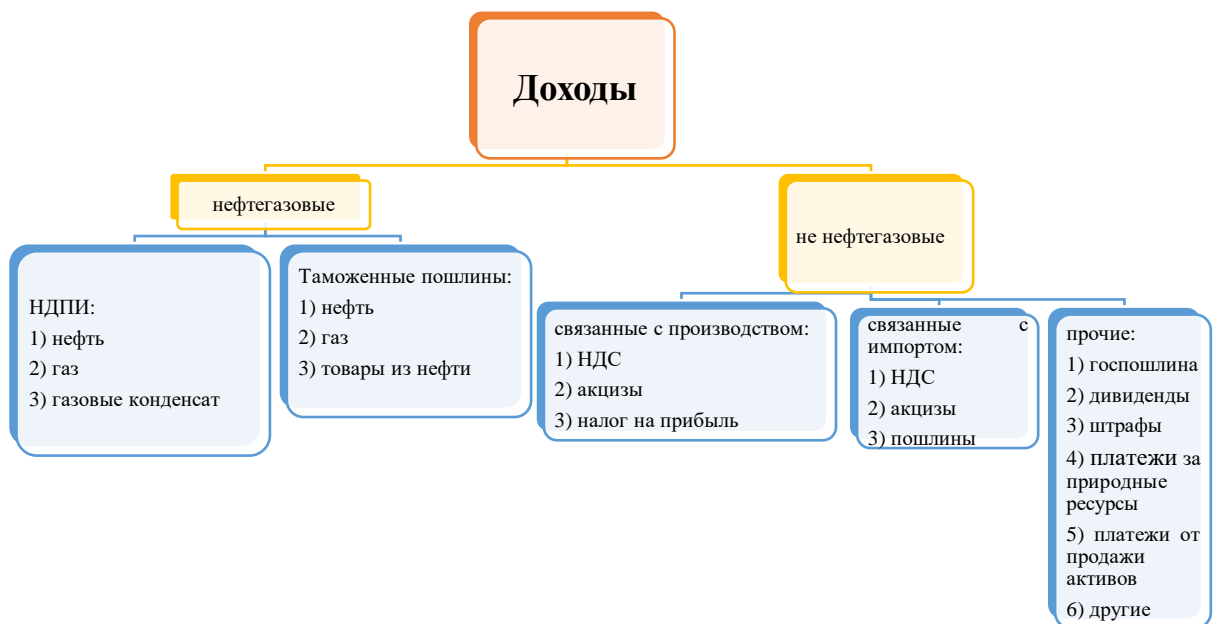 Доходы
нефтегазовые
не нефтегазовые
НДПИ:
1) нефть
2) газ
3) газовые конденсат
Таможенные пошлины:
1) нефть
2) газ
3) товары из нефти
связанные с производством:
1) НДС
2) акцизы
3) налог на прибыль
связанные с
импортом:
1) НДС
2) акцизы
3) пошлины
прочие:
1) госпошлина
2) дивиденды
3) штрафы
4) платежи за
природные
ресурсы
5) платежи от
продажи
активов
6) другие